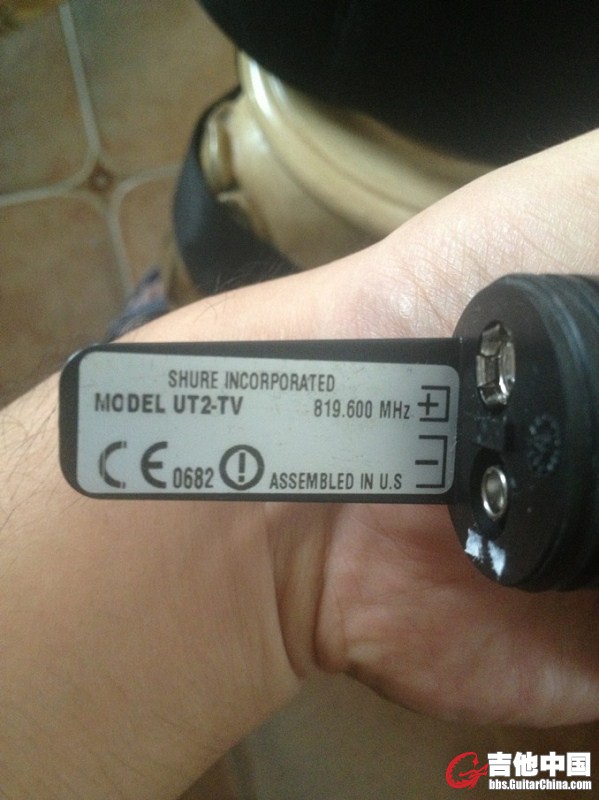 SHURE INCORPORATED
MODEL UT2-TV 819.600 MHz +
CE 0682 ! ASSEMBLED IN U.S -
吉他中国
bbs.GuitarChina.com